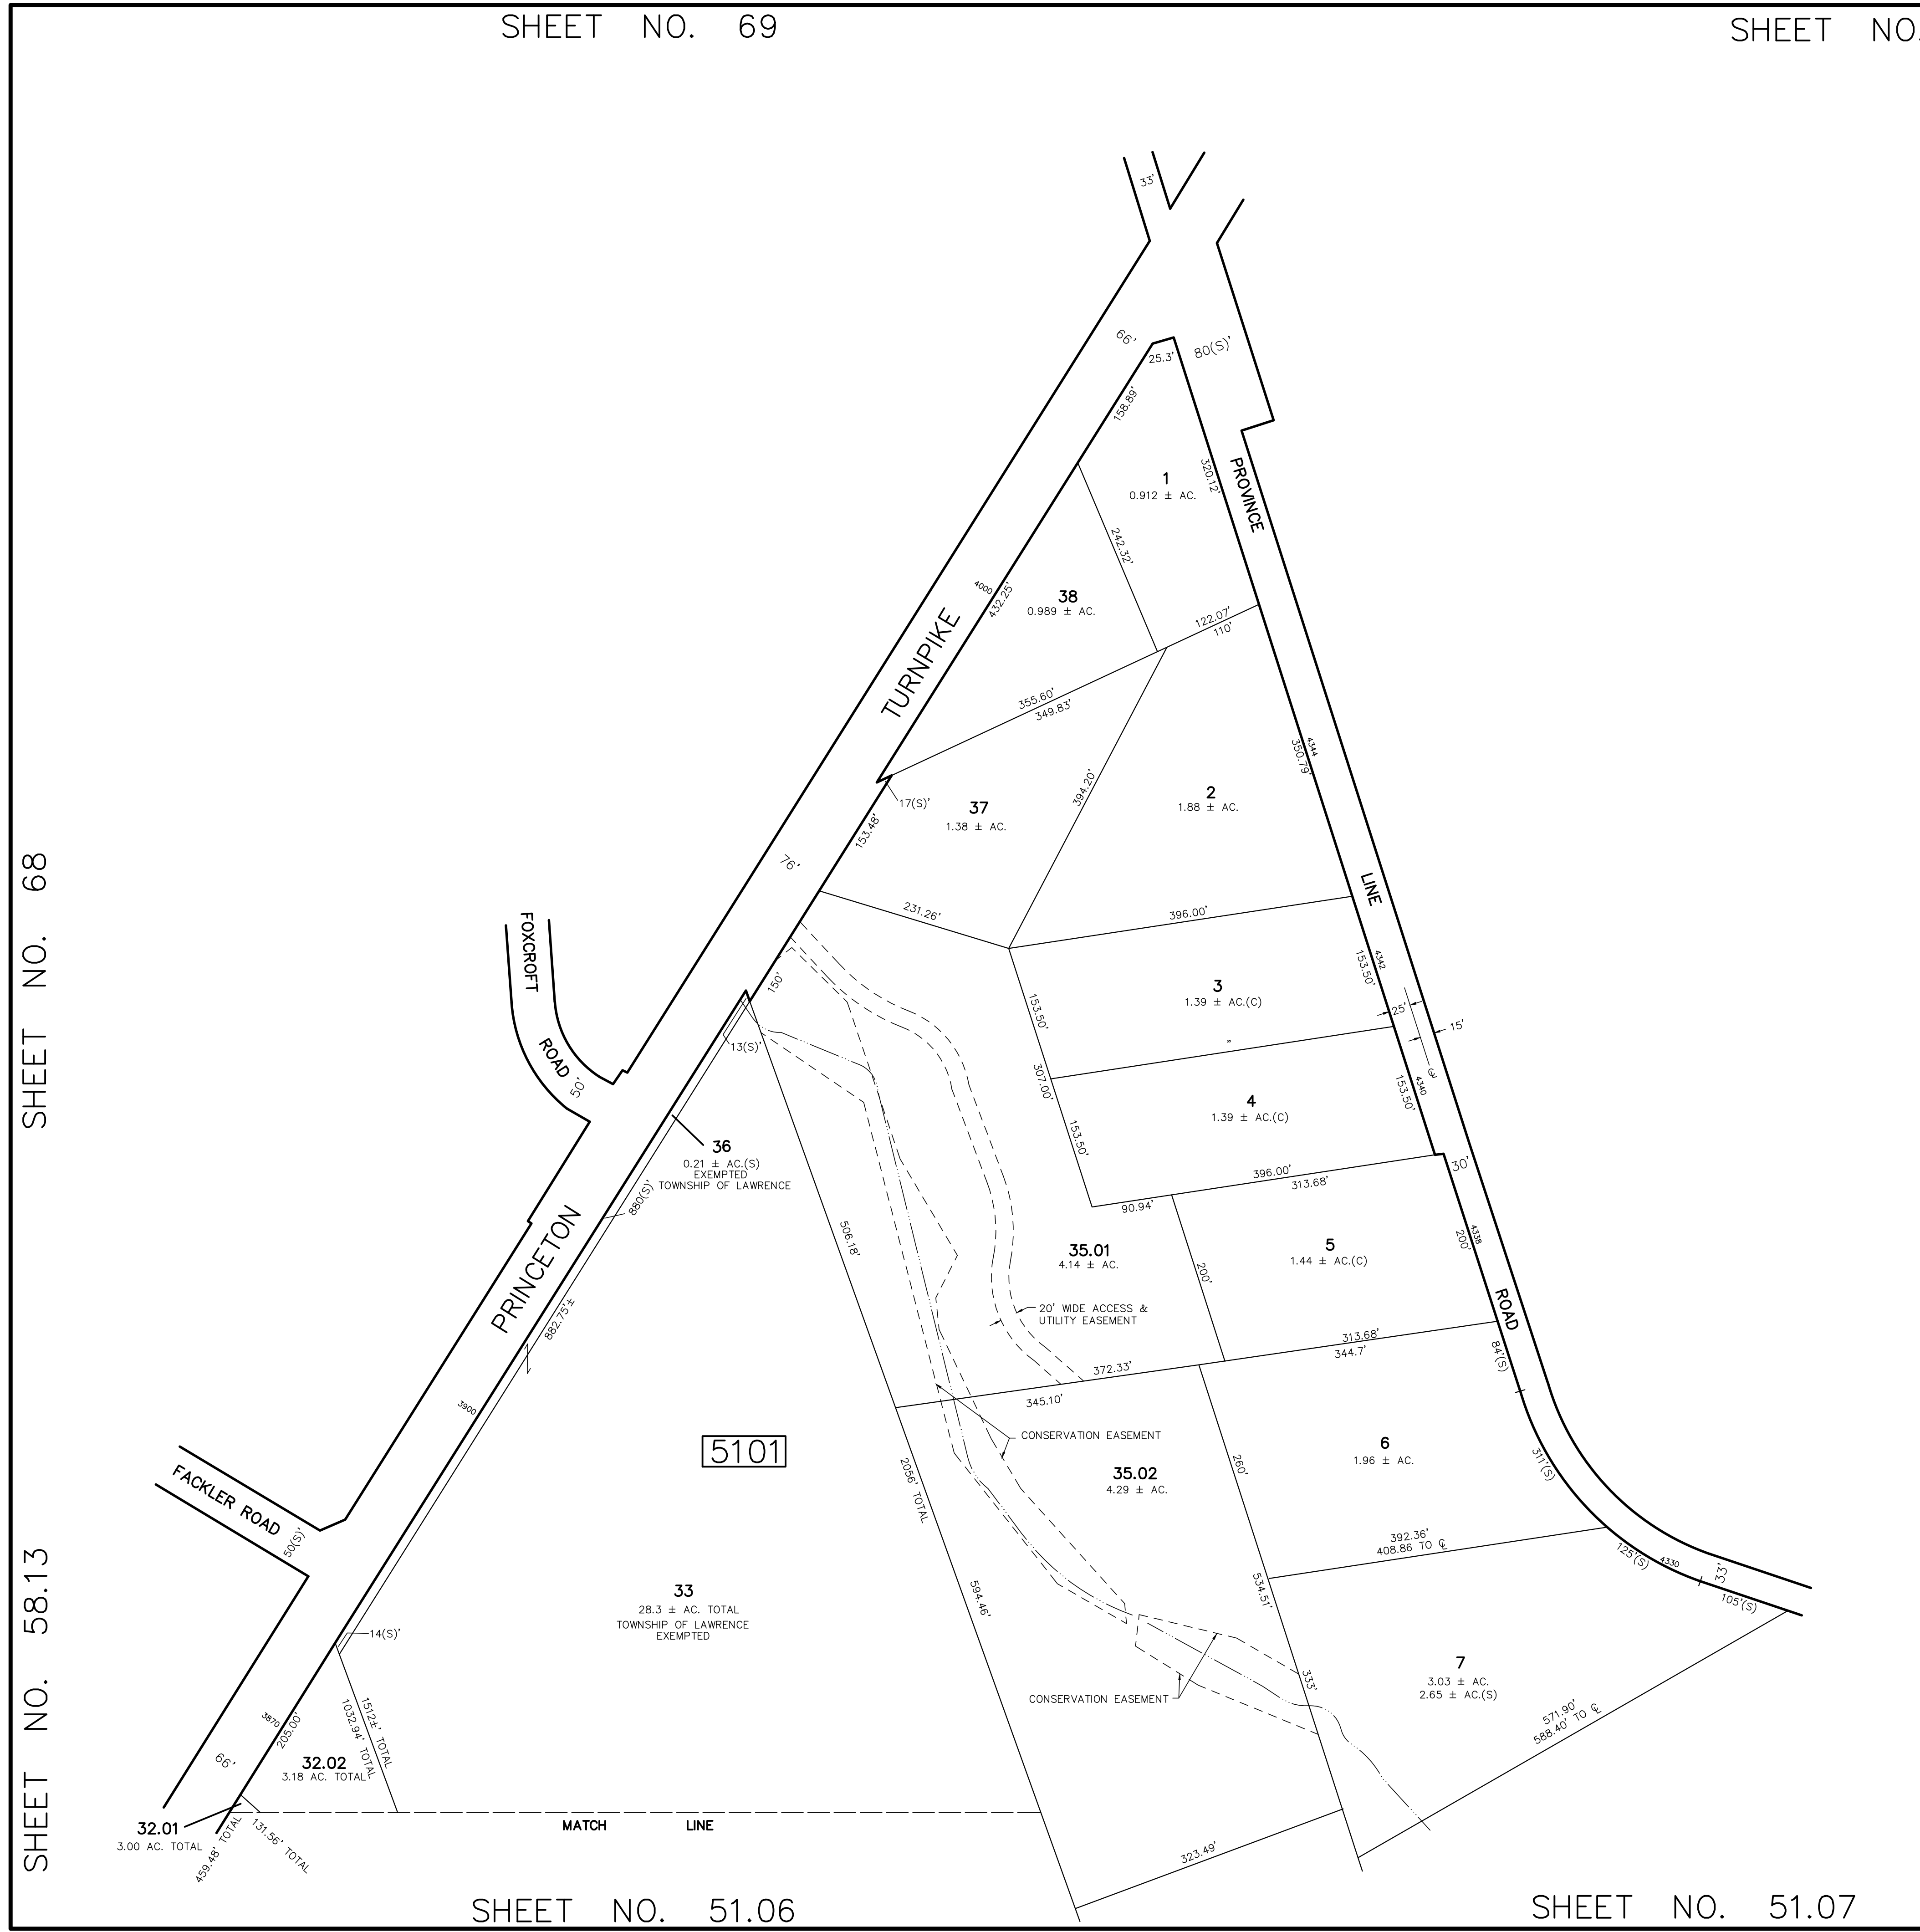 SHEET NO. 69
SHEET NO.
33'
66'
25.3'
80(S)'
158.89'
320.12'
PROVINCE
1
0.912 ± AC.
242.32'
4000
432.25'
38
0.989 ± AC.
122.07'
110'
TURNPIKE
355.60'
349.83'
4344
350.79'
394.20'
2
1.88 ± AC.
17(S)'
37
1.38 ± AC.
153.48'
76'
SHEET NO. 68
LINE
231.26'
396.00'
FOXCROFT
ROAD
50'
150'
4342
153.50'
3
1.39 ± AC.(C)
"
153.50'
25'
15'
℄
13(S)'
307.00'
4340
153.50'
4
1.39 ± AC.(C)
153.50'
36
0.21 ± AC.(S)
EXEMPTED
TOWNSHIP OF LAWRENCE
880(S)'
396.00'
313.68'
30'
90.94'
506.18'
35.01
4.14 ± AC.
200'
5
1.44 ± AC.(C)
4338
200'
PRINCETON
882.75'±
20' WIDE ACCESS &
UTILITY EASEMENT
ROAD
313.68'
344.7'
84'(S)
372.33'
345.10'
3900
CONSERVATION EASEMENT
5101
6
1.96 ± AC.
311'(S)
2056' TOTAL
35.02
4.29 ± AC.
260'
FACKLER ROAD
50(S)'
392.36'
408.86 TO ℄
125'(S)
4330
33'
105'(S)
SHEET NO. 58.13
33
28.3 ± AC. TOTAL
TOWNSHIP OF LAWRENCE
EXEMPTED
594.46'
534.51'
14(S)'
7
3.03 ± AC.
2.65 ± AC.(S)
333'
CONSERVATION EASEMENT
571.90'
588.40' TO ℄
3870
205.00'
1512±' TOTAL
1032.94' TOTAL
66'
32.02
3.18 AC. TOTAL
32.01
3.00 AC. TOTAL
459.48' TOTAL
131.56' TOTAL
MATCH LINE
323.49'
SHEET NO. 51.06
SHEET NO. 51.07